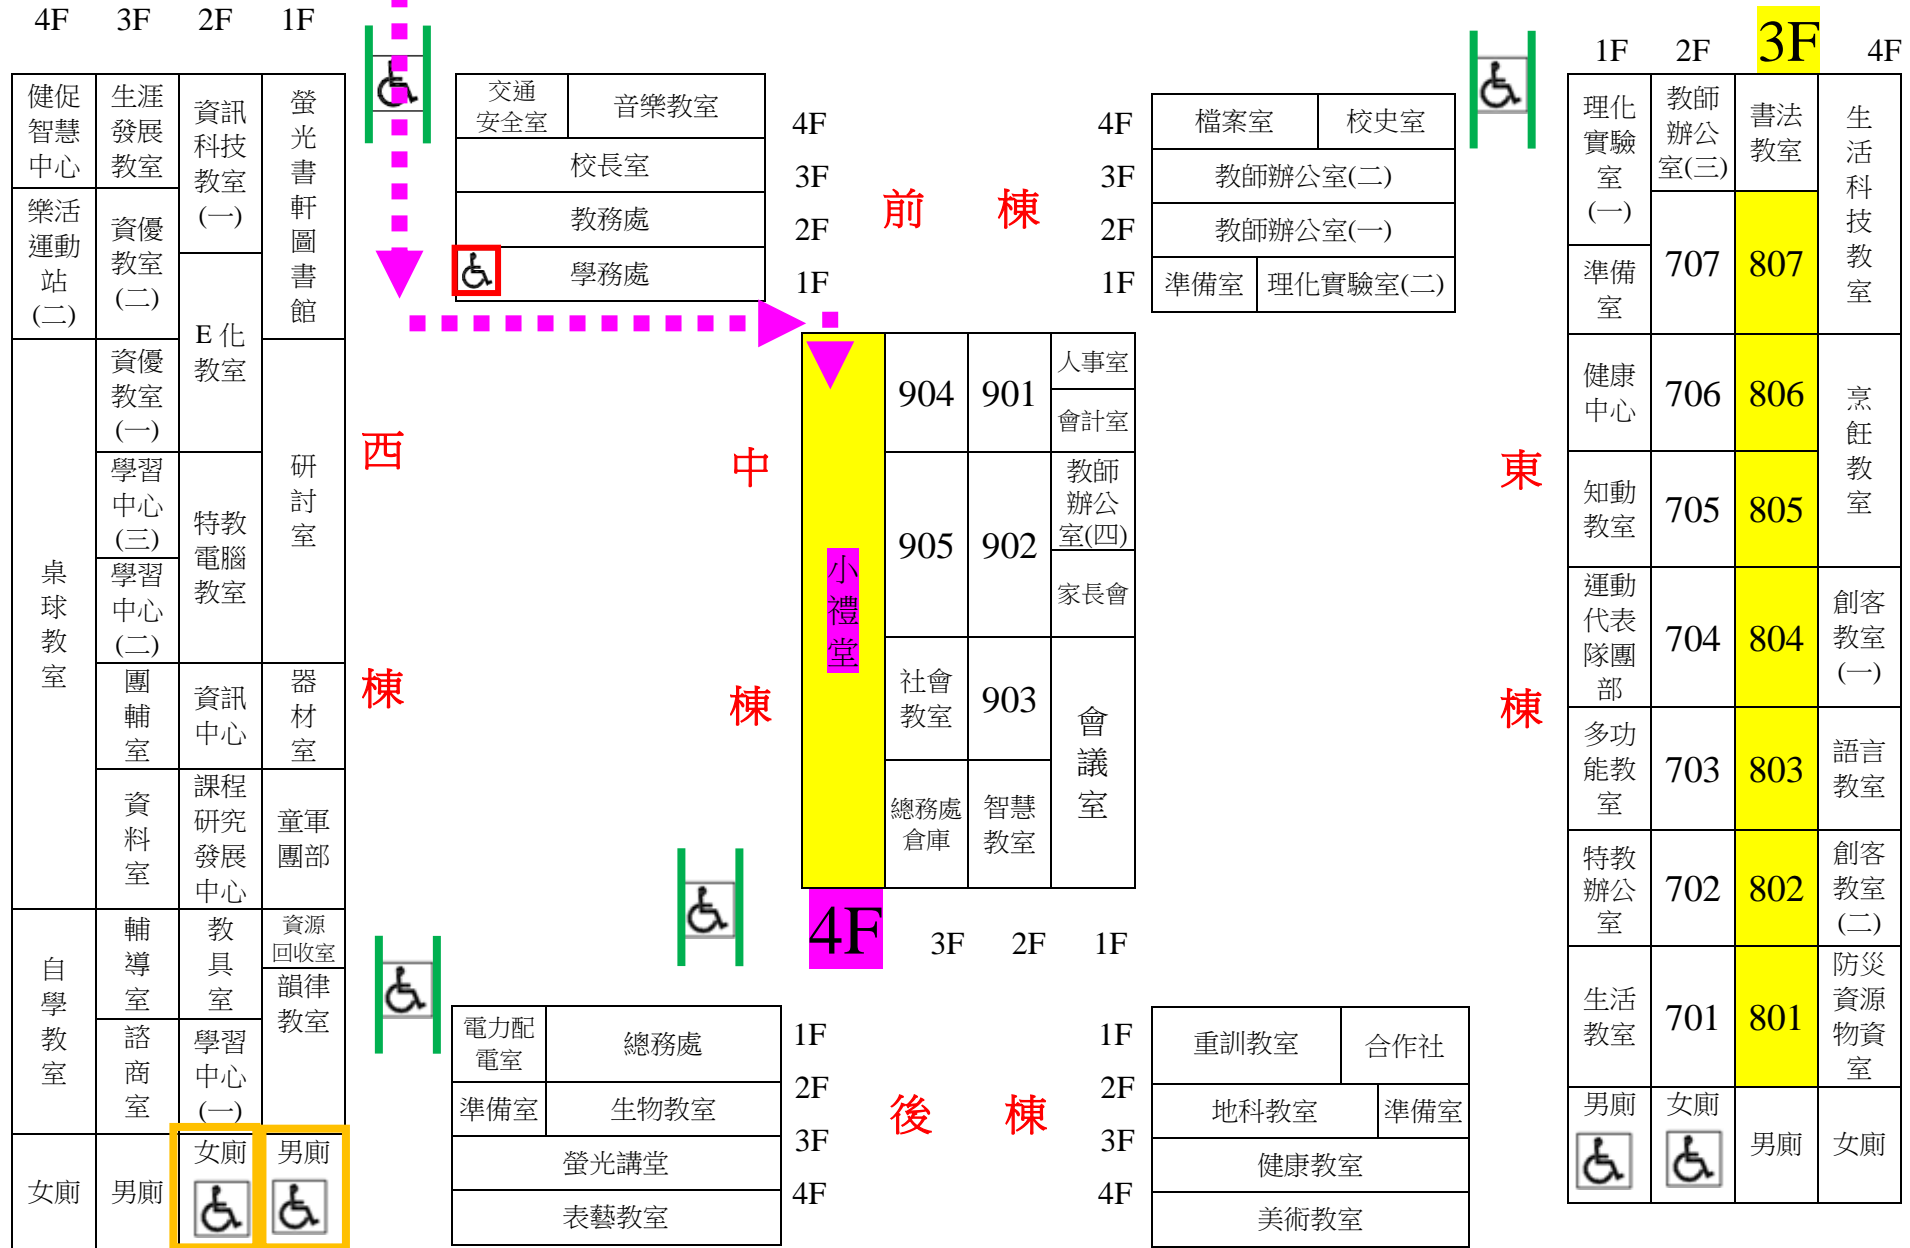 4F
3F
2F
1F
健促
智慧
中心
樂活
運動
站
(二)
桌
球
教
室
自
學
教
室
女廁
生涯
發展
教室
資優
教室
(二)
資優
教室
(一)
學習
中心
(三)
學習
中心
(二)
團
輔
室
資
料
室
輔
導
室
諮
商
室
男廁
資訊
科技
教室
(一)
E 化
教室
特教
電腦
教室
資訊
中心
課程
研究
發展
中心
教
具
室
學習
中心
(一)
女廁
螢
光
書
軒
圖
書
館
研
討
室
器
材
室
童軍
團部
資源
回收室
韻律
教室
男廁
西
棟
交通
安全室
音樂教室
校長室
教務處
學務處
4F
3F
2F
1F
前 棟
4F
3F
2F
1F
檔案室
校史室
教師辦公室(二)
教師辦公室(一)
準備室
理化實驗室(二)
中
棟
小
禮
堂
904
905
社會
教室
總務處
倉庫
901
902
903
智慧
教室
人事室
會計室
教師
辦公
室(四)
家長會
會
議
室
4F
3F
2F
1F
電力配
電室
總務處
準備室
生物教室
螢光講堂
表藝教室
1F
2F
3F
4F
後 棟
1F
2F
3F
4F
重訓教室
合作社
地科教室
準備室
健康教室
美術教室
東
棟
1F
2F
3F
4F
理化
實驗
室
(一)
準備
室
健康
中心
知動
教室
運動
代表
隊團
部
多功
能教
室
特教
辦公
室
生活
教室
男廁
教師
辦公
室(三)
707
706
705
704
703
702
701
女廁
書法
教室
807
806
805
804
803
802
801
男廁
生
活
科
技
教
室
烹
飪
教
室
創客
教室
(一)
語言
教室
創客
教室
(二)
防災
資源
物資
室
女廁